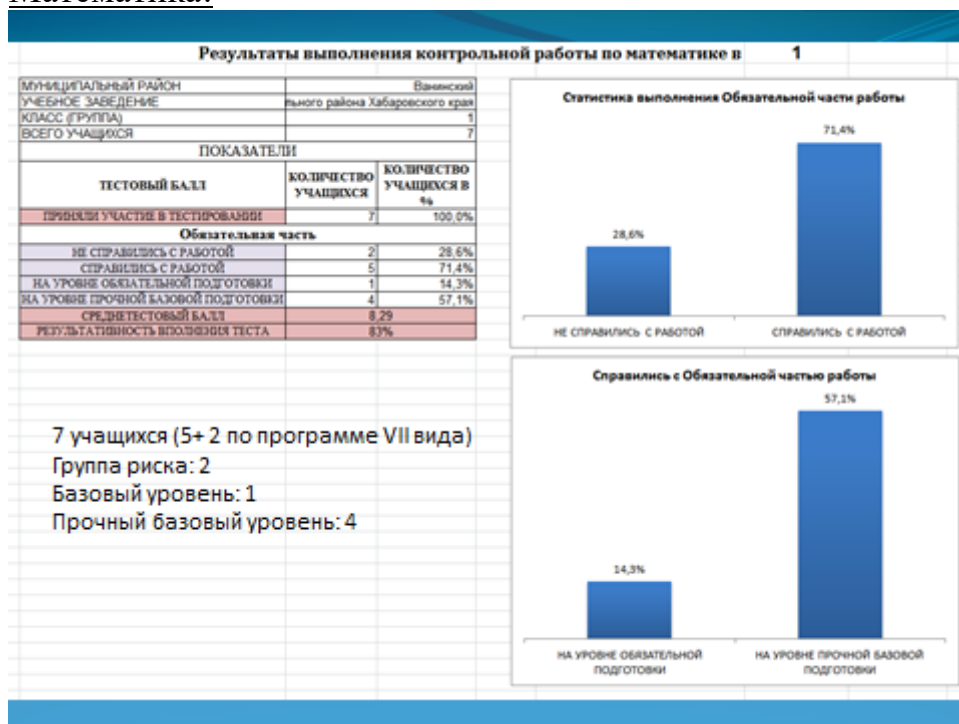 Математика:
Результаты выполнения контрольной работы по математике в 1
МУНИЦИПАЛЬНЫЙ РАЙОН Ванинский
УЧЕБНОЕ ЗАВЕДЕНИЕ льного района Хабаровского края
КЛАСС (ГРУППА) 1
ВСЕГО УЧАЩИХСЯ 7
ПОКАЗАТЕЛИ
ТЕСТОВЫЙ БАЛЛ КОЛИЧЕСТВО УЧАЩИХСЯ КОЛИЧЕСТВО УЧАЩИХСЯ В %
ПРИНЯЛИ УЧАСТИЕ В ТЕСТИРОВАНИИ 7 100,0%
Обязательная часть
НЕ СПРАВИЛИСЬ С РАБОТОЙ 2 28,6%
СПРАВИЛИСЬ С РАБОТОЙ 5 71,4%
НА УРОВНЕ ОБЯЗАТЕЛЬНОЙ ПОДГОТОВКИ 1 14,3%
НА УРОВНЕ ПРОЧНОЙ БАЗОВОЙ ПОДГОТОВКИ 4 57,1%
СРЕДНЕТЕСТОВЫЙ БАЛЛ 8,29
РЕЗУЛЬТАТИВНОСТЬ ВПОЛНЕНИЯ ТЕСТА 83%
Статистика выполнения Обязательной части работы
71,4%
28,6%
НЕ СПРАВИЛИСЬ С РАБОТОЙ СПРАВИЛИСЬ С РАБОТОЙ
Справились с Обязательной частью работы
57,1%
14,3%
НА УРОВНЕ ОБЯЗАТЕЛЬНОЙ ПОДГОТОВКИ НА УРОВНЕ ПРОЧНОЙ БАЗОВОЙ ПОДГОТОВКИ
7 учащихся (5+ 2 по программе VII вида)
Группа риска: 2
Базовый уровень: 1
Прочный базовый уровень: 4